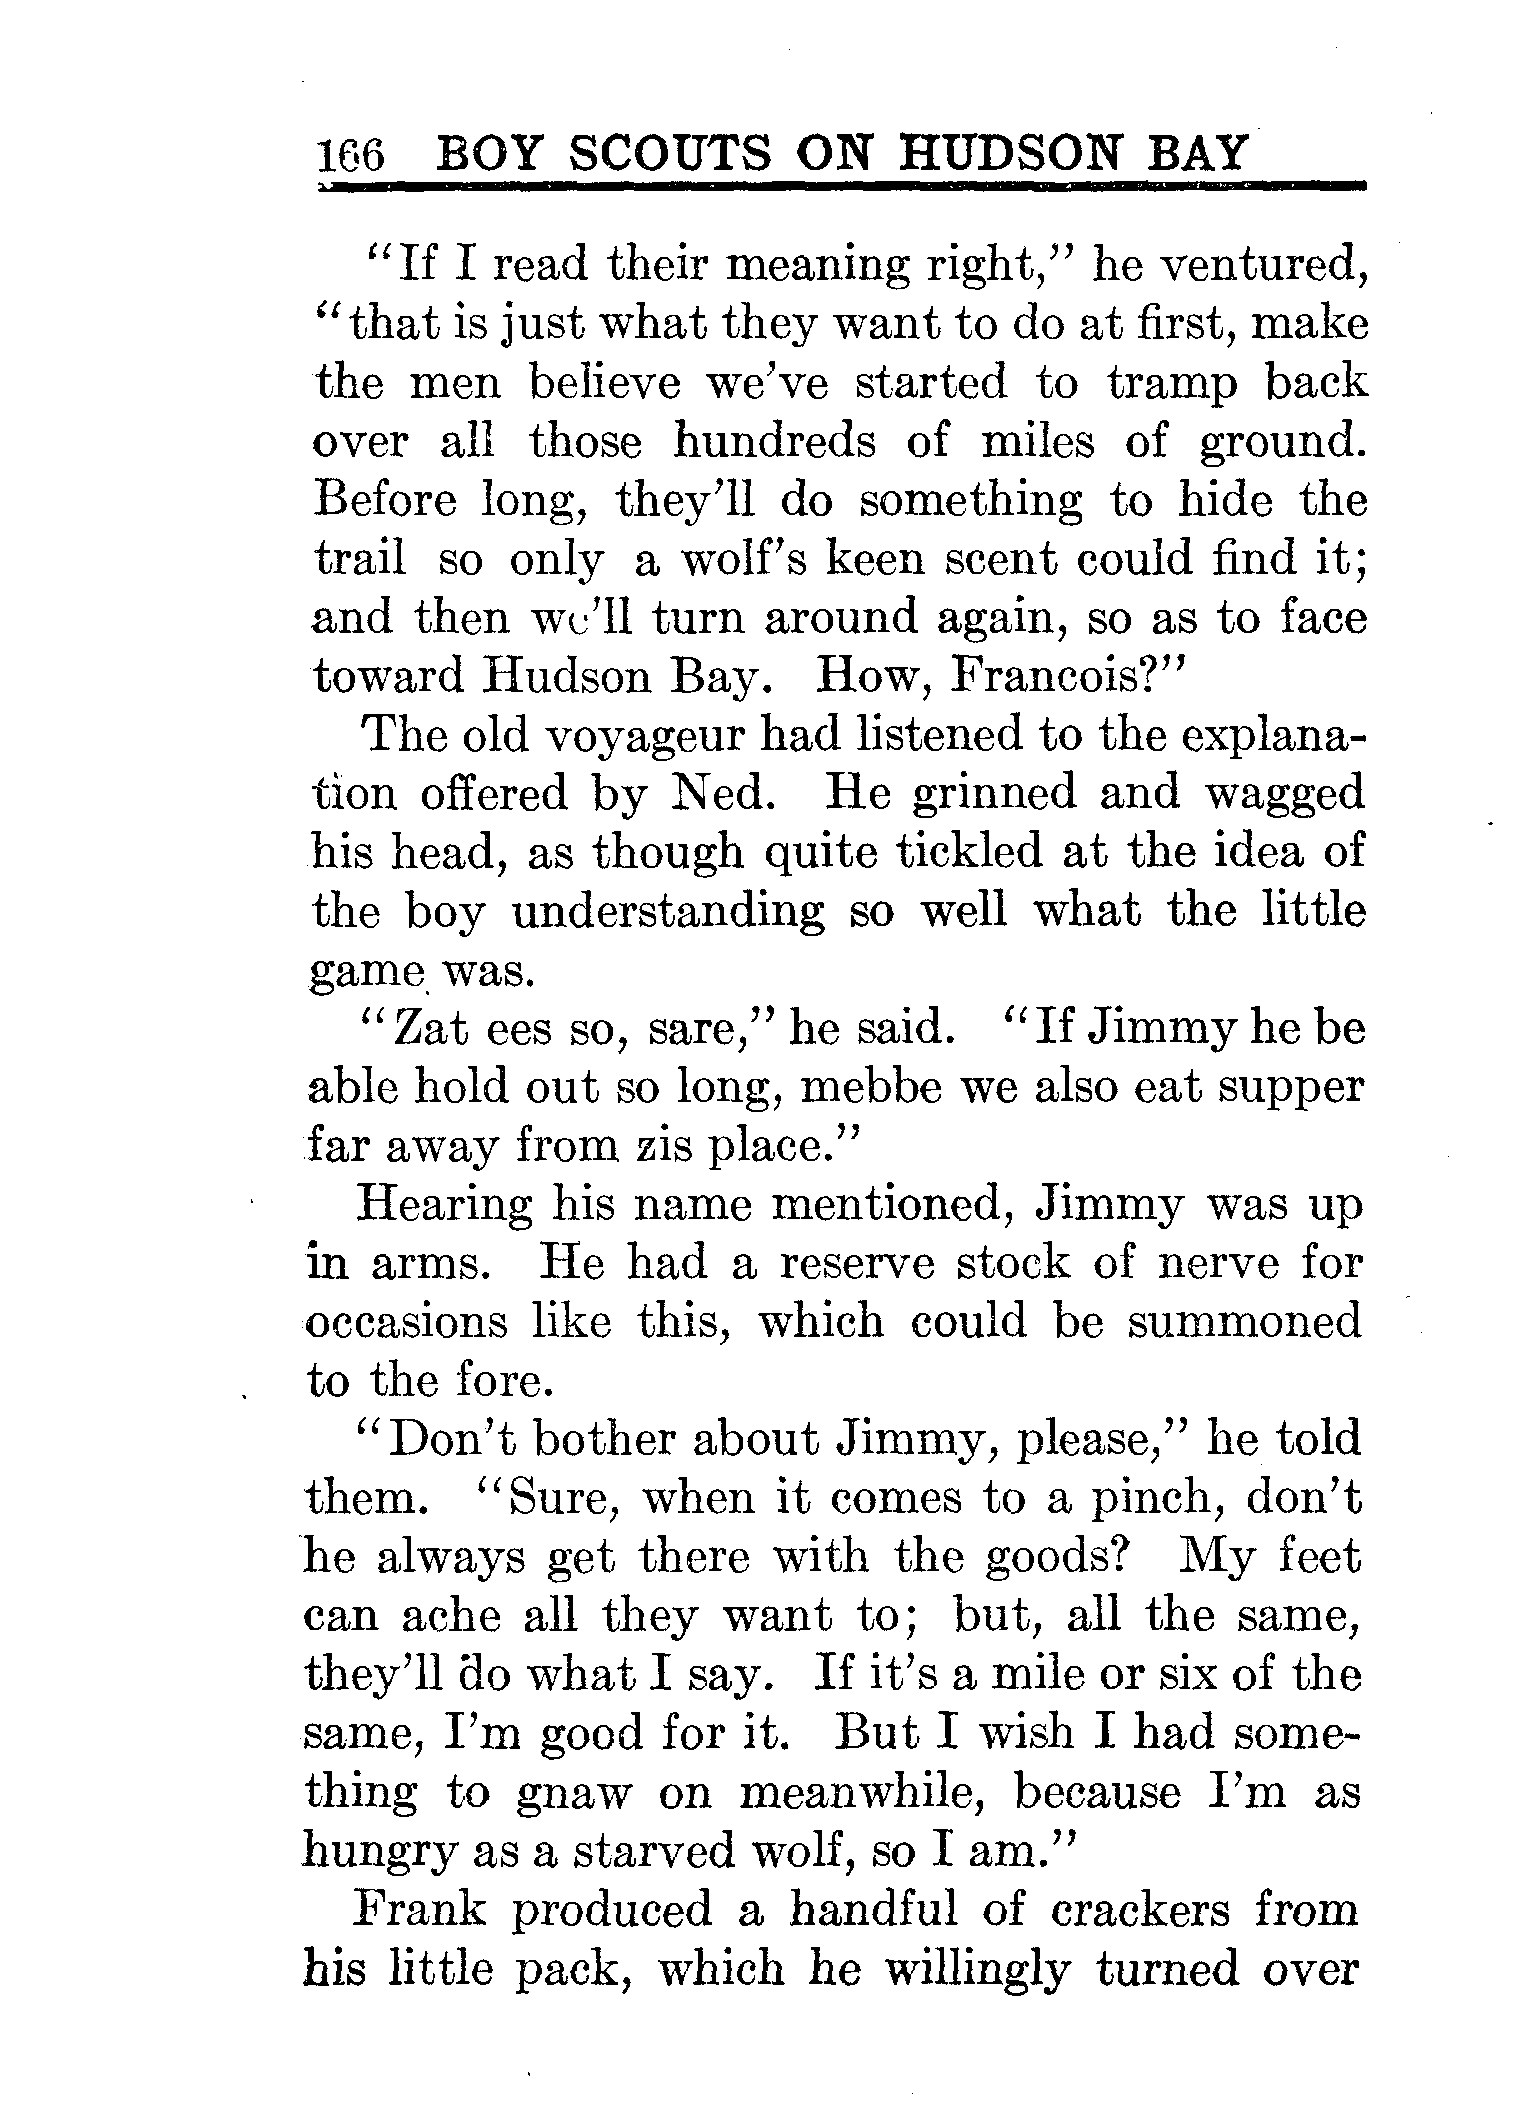 166 BOY SCOUTS ON HUDSON BAY
"If I read their meaning right," he ventured,
"that is just what they want to do at first, make
the men believe we've started to tramp back
over all those hundreds of miles of ground.
Before long, they'll do something to hide the
trail so only a wolf's keen scent could find it;
and then we'll turn around again, so as to face
toward Hudson Bay. How, Francois?"
The old voyageur had listened to the explana-
tion offered by Ned. He grinned and wagged
his head, as though quite tickled at the idea of
the boy understanding so well what the little
game was.
"Zat ees so, sare," he said. "If Jimmy he be
able hold out so long, mebbe we also eat supper
far away from zis place."
Hearing his name mentioned, Jimmy was up
in arms. He had a reserve stock of nerve for
occasions like this, which could be summoned
to the fore.
"Don't bother about Jimmy, please," he told
them. "Sure, when it comes to a pinch, don't
he always get there with the goods? My feet
can ache all they want to; but, all the same,
they'll do what I say. If it's a mile or six of the
same, I'm good for it. But I wish I had some-
thing to gnaw on meanwhile, because I'm as
hungry as a starved wolf, so I am."
Frank produced a handful of crackers from
his little pack, which he willingly turned over